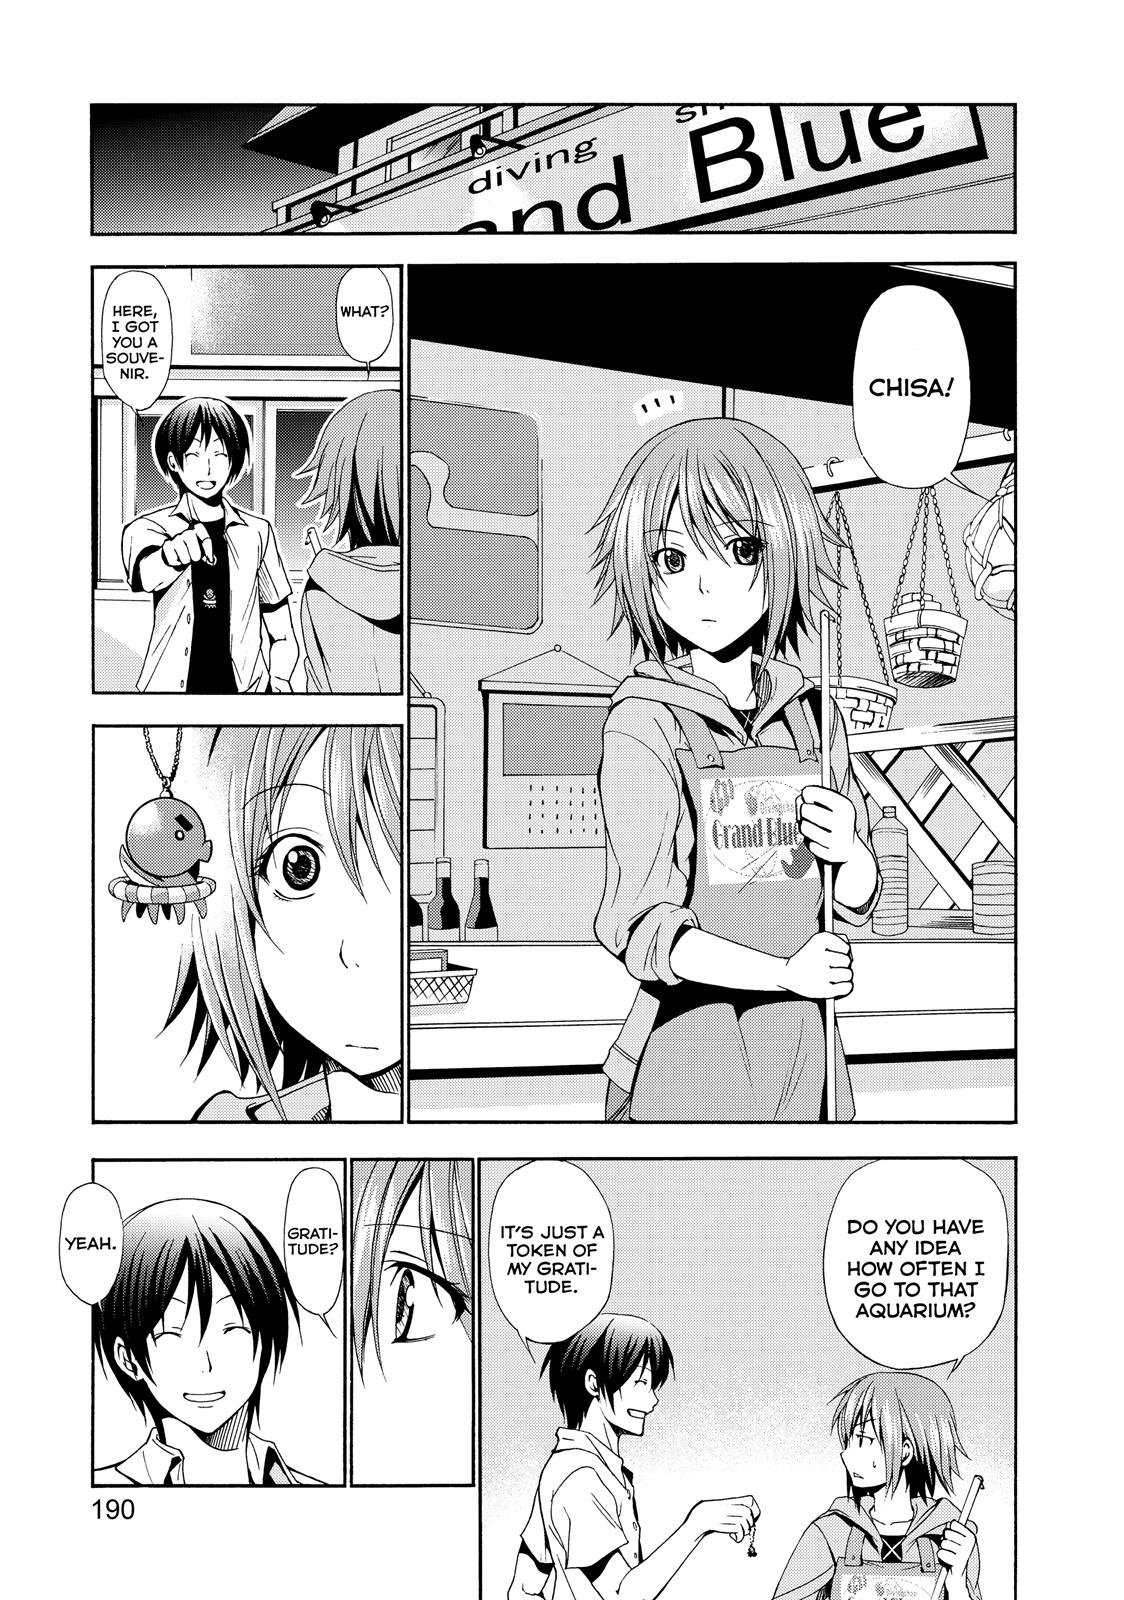 diving
Blue
CHISA!
Grand Blue
WHAT?
HERE,
I GOT
YOU A
SOUVE-
NIR.
DO YOU HAVE
ANY IDEA
HOW OFTEN I
GO TO THAT
AQUARIUM?
IT'S JUST A
TOKEN OF
MY GRATI-
TUDE.
GRATI-
TUDE?
YEAH.
190